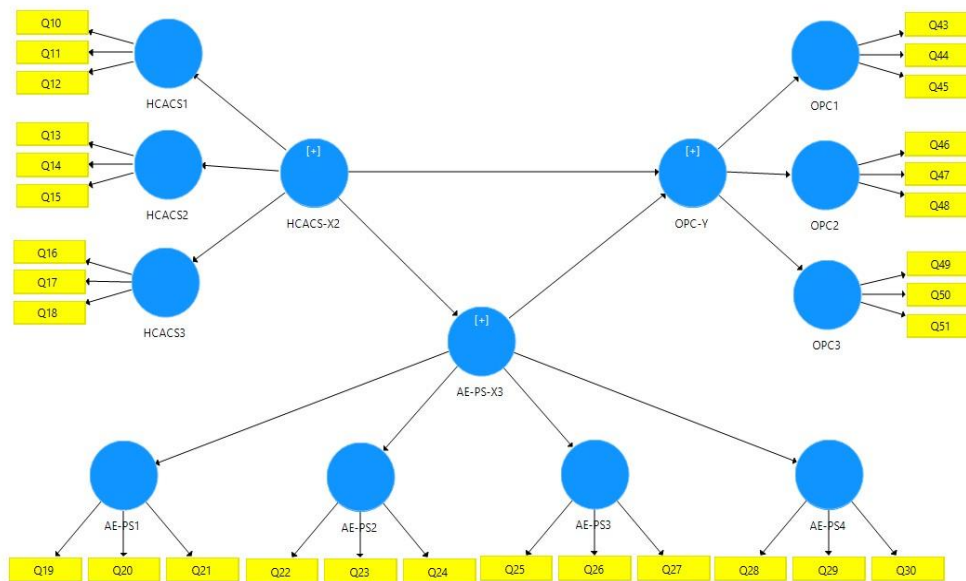 Q10
Q11
Q12
HCACS1
Q13
Q14
Q15
HCACS2
Q16
Q17
Q18
HCACS3
[+]
HCACS-X2
[+]
OPC-Y
Q43
Q44
Q45
OPC1
Q46
Q47
Q48
OPC2
Q49
Q50
Q51
OPC3
[+]
AE-PS-X3
AE-PS1
AE-PS2
AE-PS3
AE-PS4
Q19
Q20
Q21
Q22
Q23
Q24
Q25
Q26
Q27
Q28
Q29
Q30